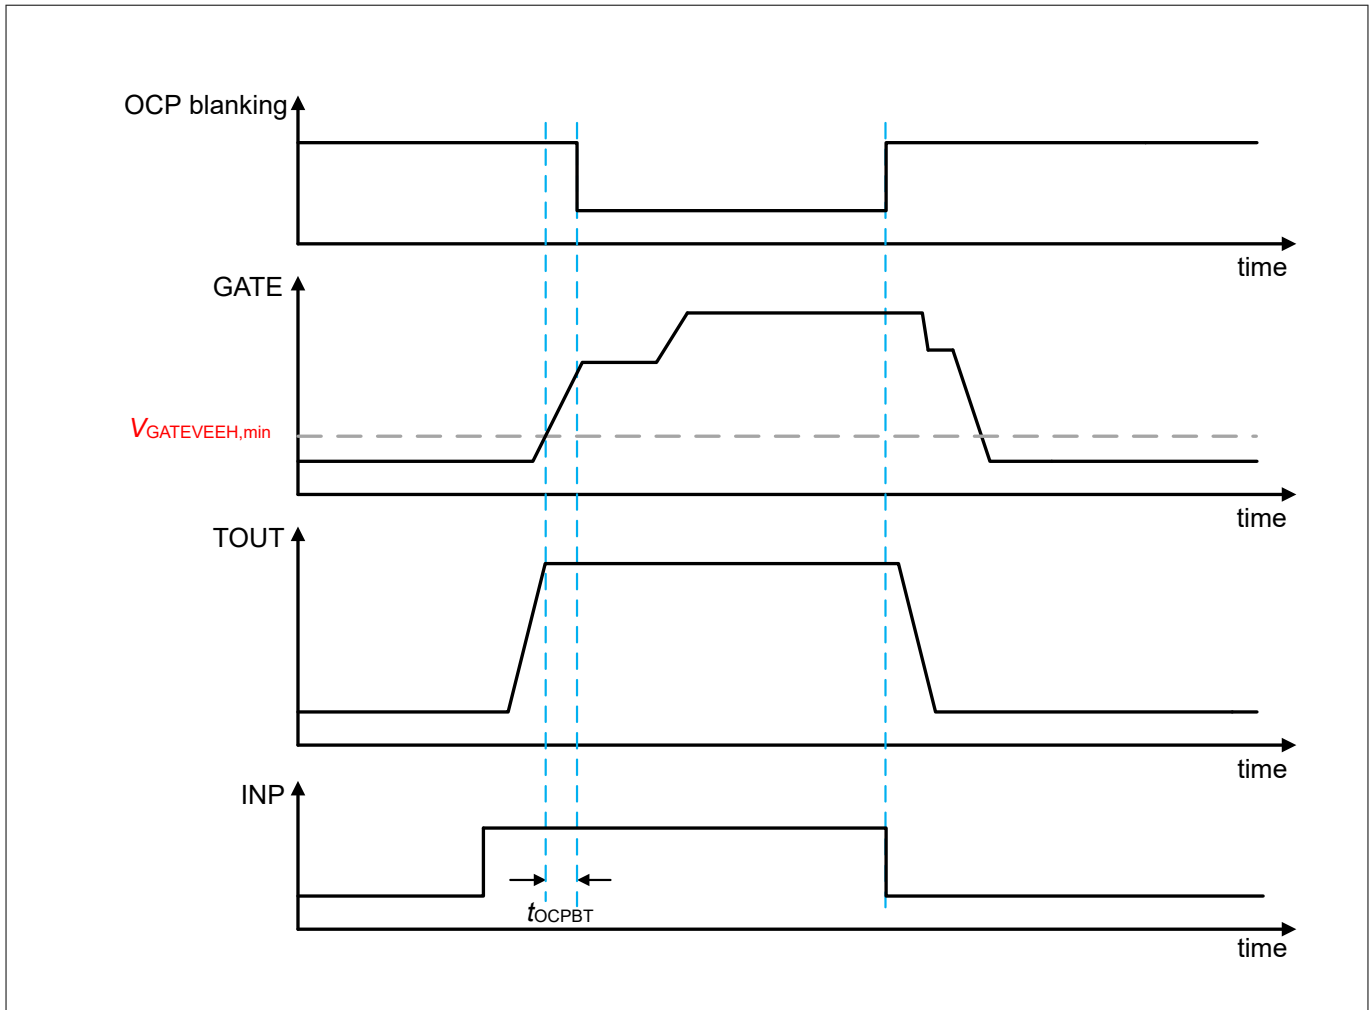 OCP blanking
time
GATE
VGATEVEEH,min
time
TOUT
time
INP
tOCPBT
time